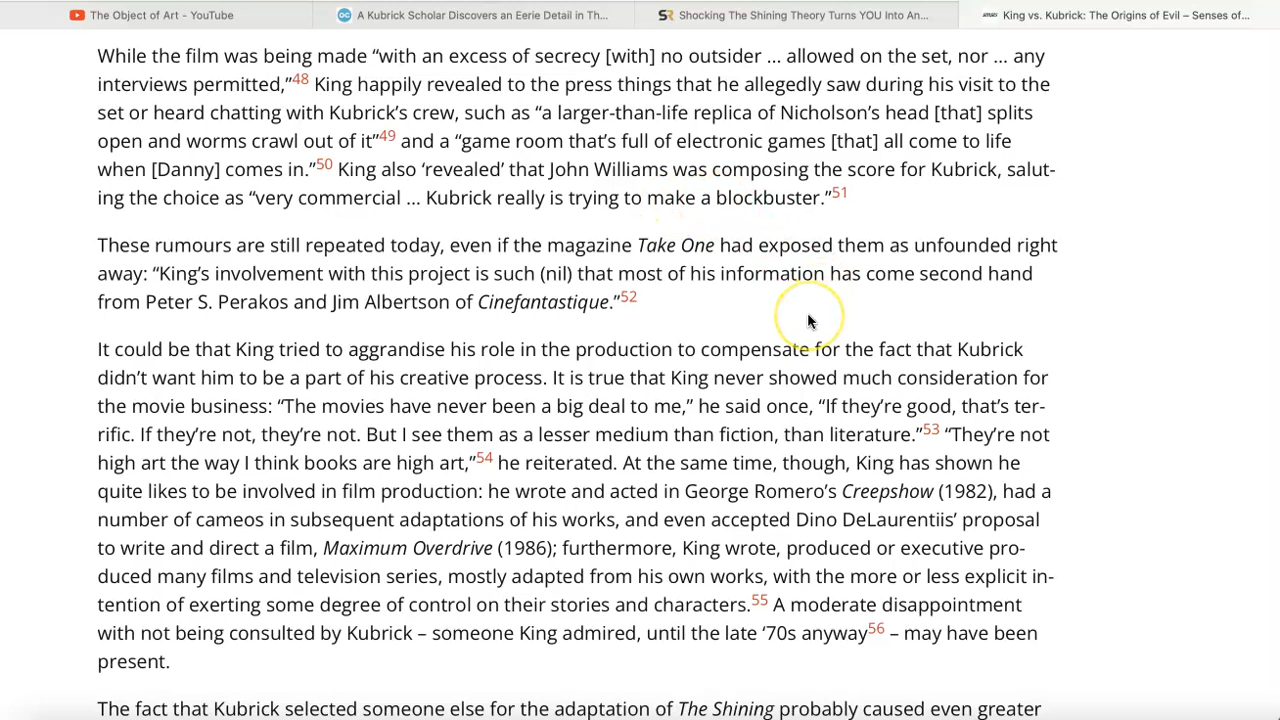 The Object of Art - YouTube
OC A Kubrick Scholar Discovers an Eerie Detail in Th...
SR Shocking The Shining Theory Turns YOU Into An...
King vs. Kubrick: The Origins of Evil – Senses of...
While the film was being made “with an excess of secrecy [with] no outsider … allowed on the set, nor … any
interviews permitted,”48 King happily revealed to the press things that he allegedly saw during his visit to the
set or heard chatting with Kubrick’s crew, such as “a larger-than-life replica of Nicholson’s head [that] splits
open and worms crawl out of it”49 and a “game room that’s full of electronic games [that] all come to life
when [Danny] comes in.”50 King also ‘revealed’ that John Williams was composing the score for Kubrick, salut-
ing the choice as “very commercial … Kubrick really is trying to make a blockbuster.”51
These rumours are still repeated today, even if the magazine Take One had exposed them as unfounded right
away: “King’s involvement with this project is such (nil) that most of his information has come second hand
from Peter S. Perakos and Jim Albertson of Cinefantastique.”52
It could be that King tried to aggrandise his role in the production to compensate for the fact that Kubrick
didn’t want him to be a part of his creative process. It is true that King never showed much consideration for
the movie business: “The movies have never been a big deal to me,” he said once, “If they’re good, that’s ter-
rific. If they’re not, they’re not. But I see them as a lesser medium than fiction, than literature.”53 “They’re not
high art the way I think books are high art,”54 he reiterated. At the same time, though, King has shown he
quite likes to be involved in film production: he wrote and acted in George Romero’s Creepshow (1982), had a
number of cameos in subsequent adaptations of his works, and even accepted Dino DeLaurentiis’ proposal
to write and direct a film, Maximum Overdrive (1986); furthermore, King wrote, produced or executive pro-
duced many films and television series, mostly adapted from his own works, with the more or less explicit in-
tention of exerting some degree of control on their stories and characters.55 A moderate disappointment
with not being consulted by Kubrick – someone King admired, until the late ‘70s anyway56 – may have been
present.
The fact that Kubrick selected someone else for the adaptation of The Shining probably caused even greater